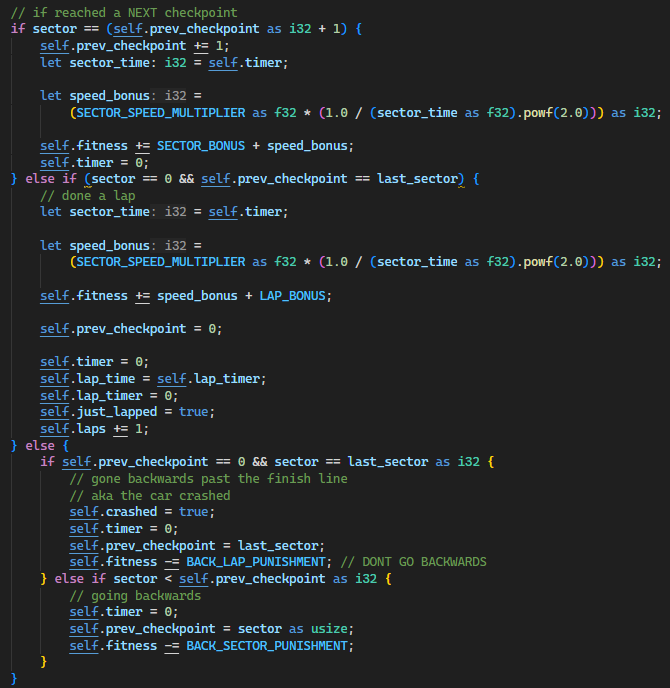 // if reached a NEXT checkpoint
if sector == (self.prev_checkpoint as i32 + 1) {
    self.prev_checkpoint += 1;
    let sector_time: i32 = self.timer;

    let speed_bonus: i32 =
        (SECTOR_SPEED_MULTIPLIER as f32 * (1.0 / (sector_time as f32).powf(2.0))) as i32;

    self.fitness += SECTOR_BONUS + speed_bonus;
    self.timer = 0;
} else if (sector == 0 && self.prev_checkpoint == last_sector) {
    // done a lap
    let sector_time: i32 = self.timer;

    let speed_bonus: i32 =
        (SECTOR_SPEED_MULTIPLIER as f32 * (1.0 / (sector_time as f32).powf(2.0))) as i32;

    self.fitness += speed_bonus + LAP_BONUS;

    self.prev_checkpoint = 0;

    self.timer = 0;
    self.lap_time = self.lap_timer;
    self.lap_timer = 0;
    self.just_lapped = true;
    self.laps += 1;
} else {
    if self.prev_checkpoint == 0 && sector == last_sector as i32 {
        // gone backwards past the finish line
        // aka the car crashed
        self.crashed = true;
        self.timer = 0;
        self.prev_checkpoint = last_sector;
        self.fitness -= BACK_LAP_PUNISHMENT; // DONT GO BACKWARDS
    } else if sector < self.prev_checkpoint as i32 {
        // going backwards
        self.timer = 0;
        self.prev_checkpoint = sector as usize;
        self.fitness -= BACK_SECTOR_PUNISHMENT;
    }
}